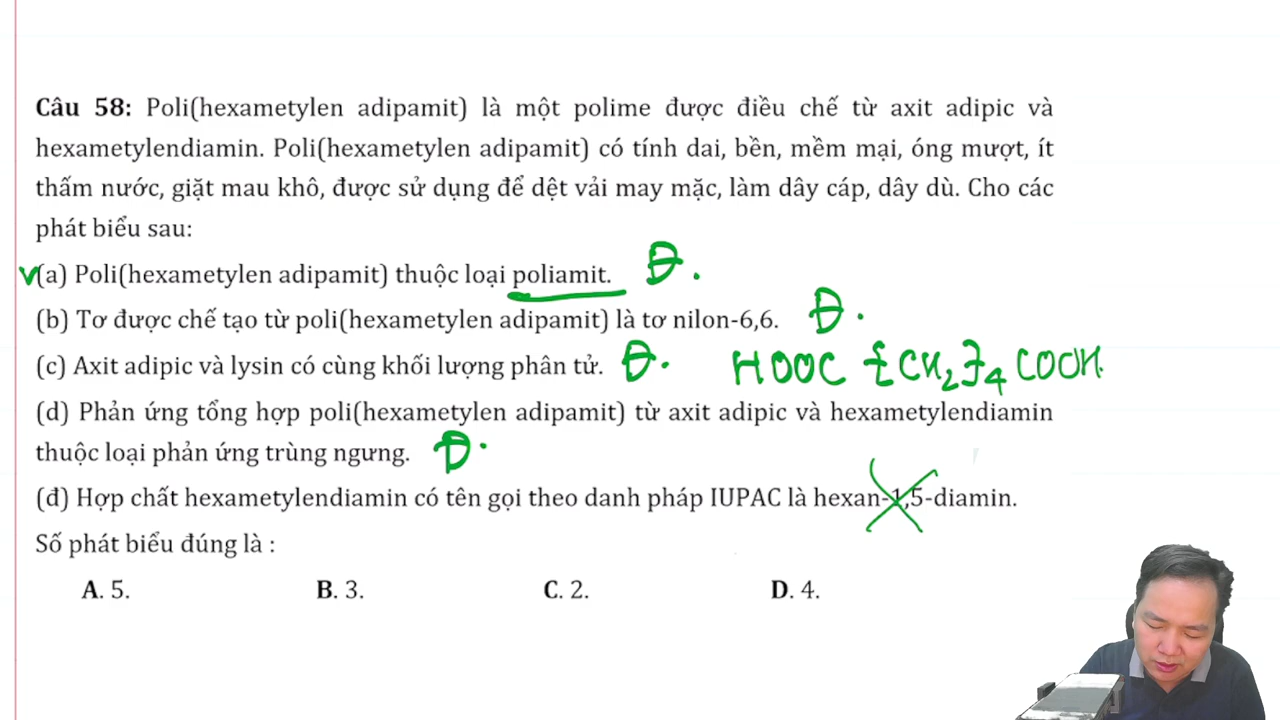 Câu 58: Poli(hexametylen adipamit) là một polime được điều chế từ axit adipic và
hexametylendiamin. Poli(hexametylen adipamit) có tính dai, bền, mềm mại, óng mượt, ít
thấm nước, giặt mau khô, được sử dụng để dệt vải may mặc, làm dây cáp, dây dù. Cho các
phát biểu sau:
(a) Poli(hexametylen adipamit) thuộc loại poliamit. Đ.
(b) Tơ được chế tạo từ poli(hexametylen adipamit) là tơ nilon-6,6. Đ.
(c) Axit adipic và lysin có cùng khối lượng phân tử. Đ. HOOC [CH2]4 COOH.
(d) Phản ứng tổng hợp poli(hexametylen adipamit) từ axit adipic và hexametylendiamin
thuộc loại phản ứng trùng ngưng. Đ.
(đ) Hợp chất hexametylendiamin có tên gọi theo danh pháp IUPAC là hexan-1,5-diamin.
Số phát biểu đúng là :
A. 5. B. 3. C. 2. D. 4.